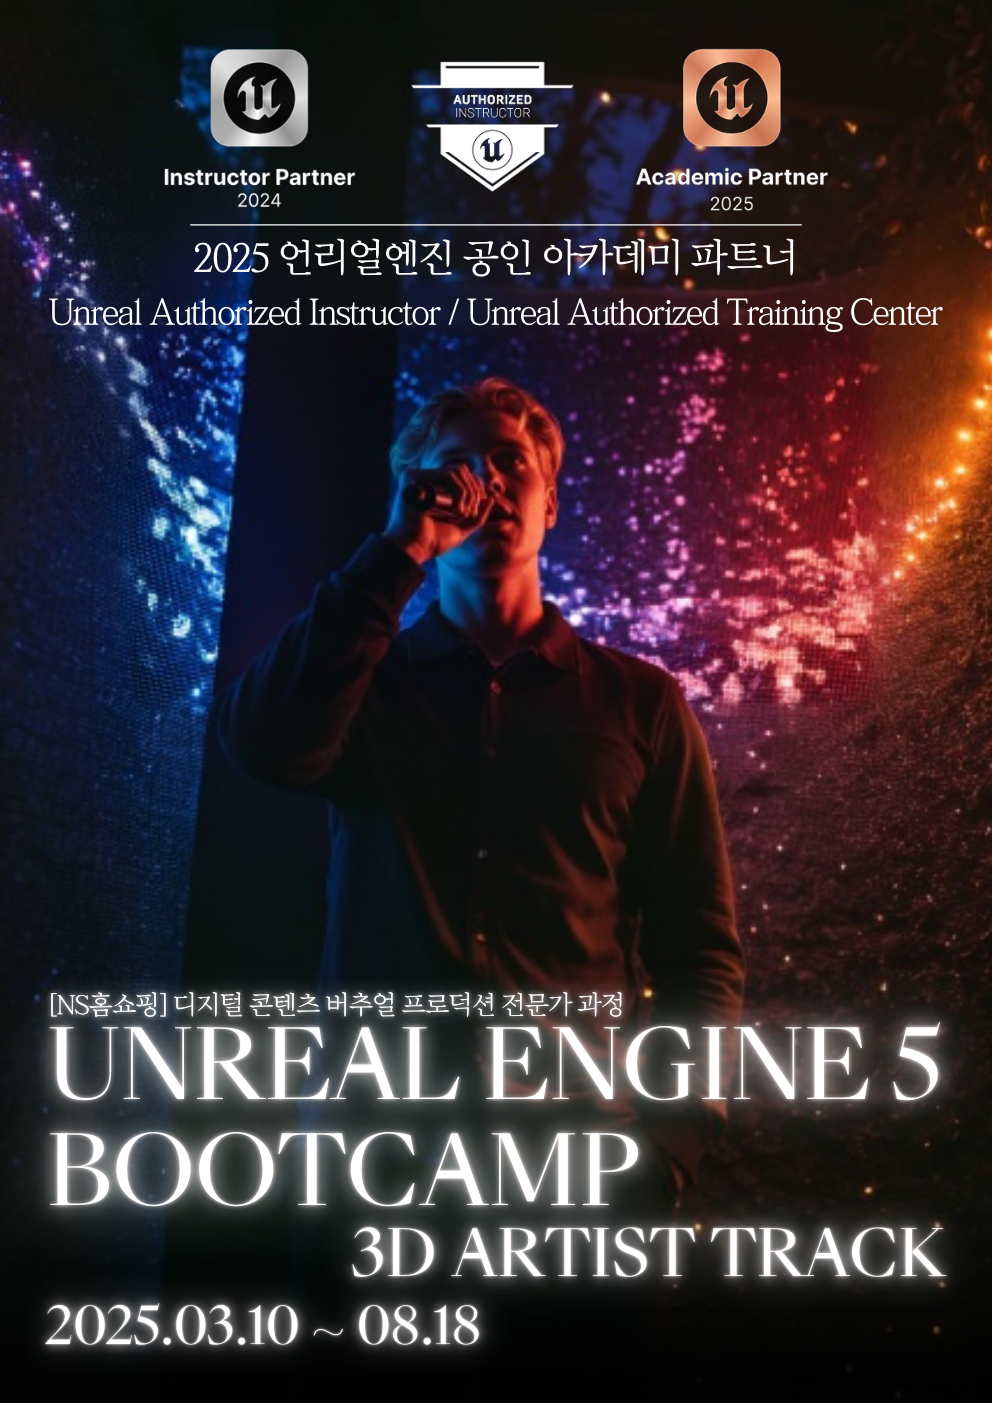 AUTHORIZED
INSTRUCTOR
Instructor Partner
2024
Academic Partner
2025
2025 언리얼엔진 공인 아카데미 파트너
Unreal Authorized Instructor / Unreal Authorized Training Center
[NS홈쇼핑] 디지털 콘텐츠 버추얼 프로덕션 전문가 과정
UNREAL ENGINE 5
BOOTCAMP
3D ARTIST TRACK
2025.03.10 ~ 08.18